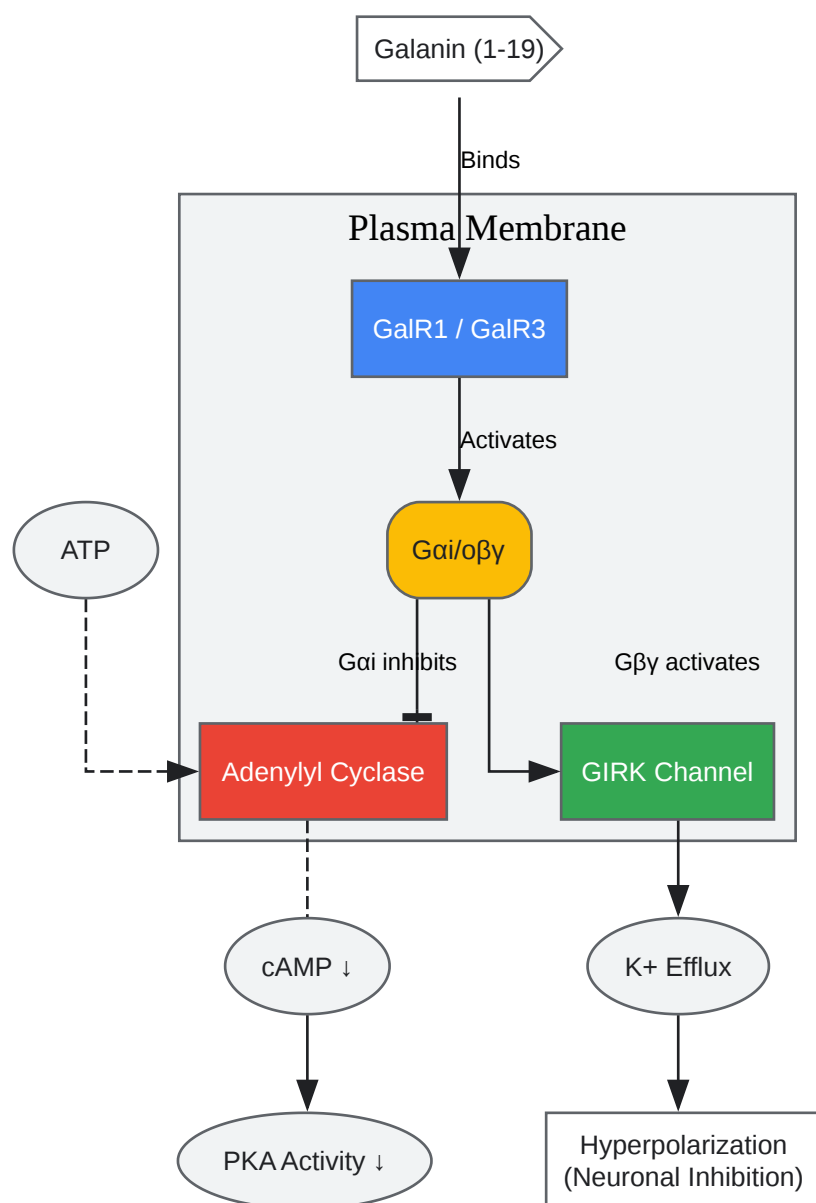 Galanin (1-19)
Binds
Plasma Membrane
GalR1 / GalR3
Activates
ATP
Gαi/oβγ
Gαi inhibits
Gβγ activates
Adenylyl Cyclase
GIRK Channel
cAMP ↓
K+ Efflux
PKA Activity ↓
Hyperpolarization
(Neuronal Inhibition)